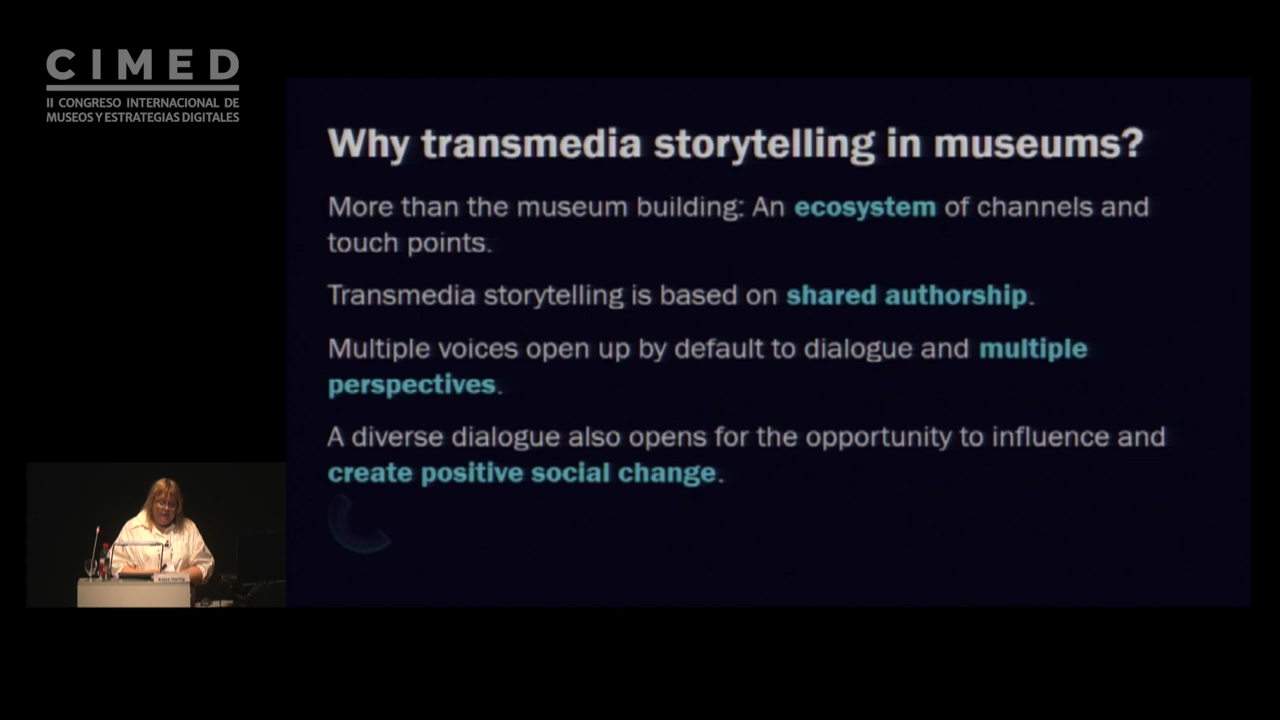 CIMED
II CONGRESO INTERNACIONAL DE
MUSEOS Y ESTRATEGIAS DIGITALES
Why transmedia storytelling in museums?
More than the museum building: An ecosystem of channels and
touch points.
Transmedia storytelling is based on shared authorship.
Multiple voices open up by default to dialogue and multiple
perspectives.
A diverse dialogue also opens for the opportunity to influence and
create positive social change.